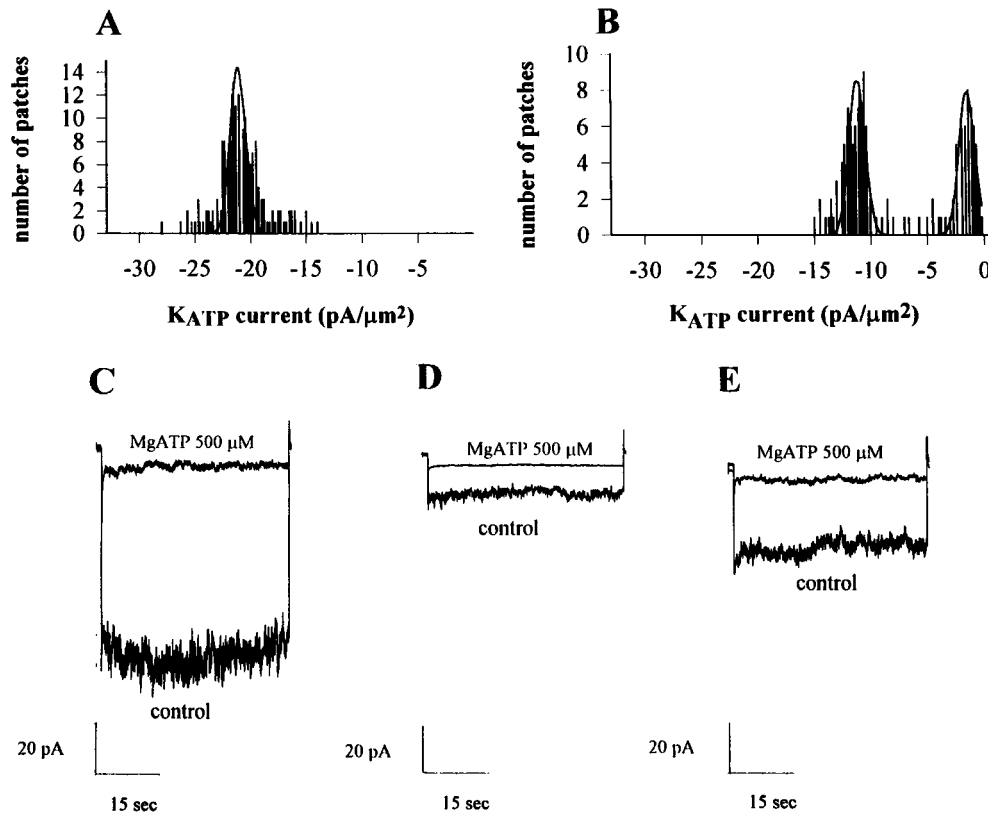 A
number of patches
14
12
10
8
6
4
2
0
-30 -25 -20 -15 -10 -5
K_ATP current (pA/µm²)
B
number of patches
10
8
6
4
2
0
-30 -25 -20 -15 -10 -5 0
K_ATP current (pA/µm²)
C
MgATP 500 µM
control
20 pA
15 sec
D
MgATP 500 µM
control
20 pA
15 sec
E
MgATP 500 µM
control
20 pA
15 sec